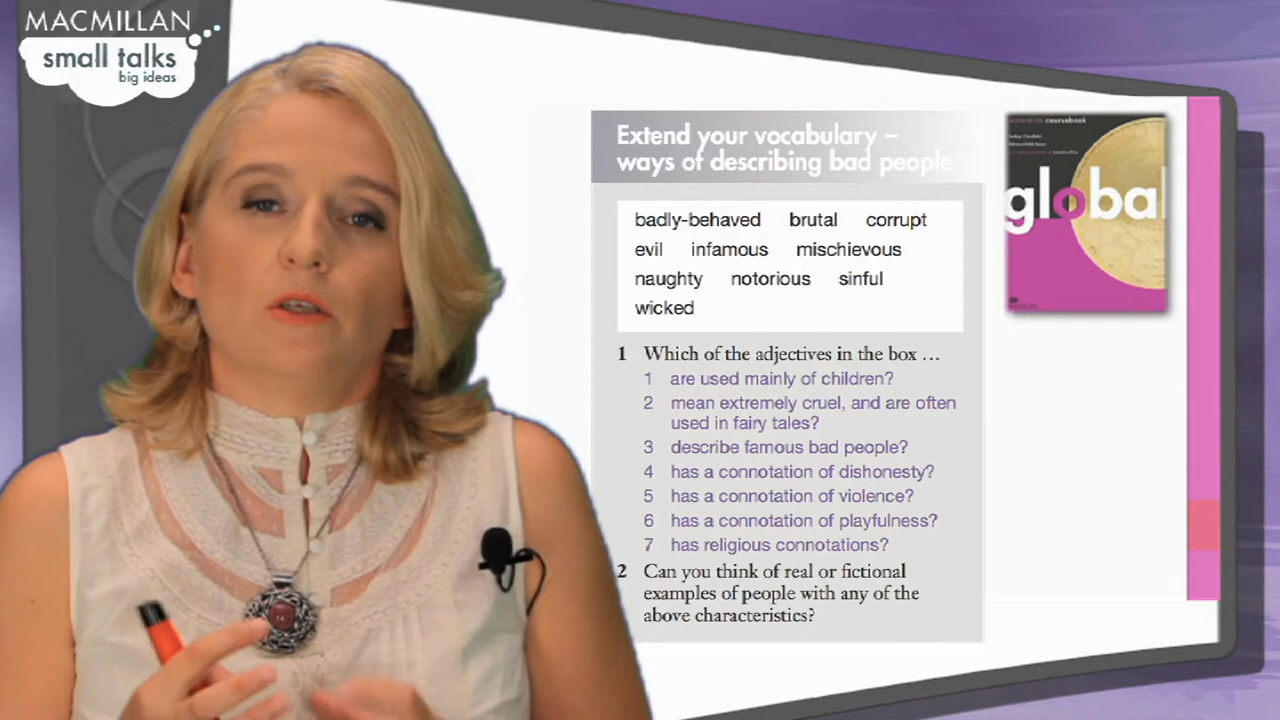 MACMILLAN
small talks
big ideas
Extend your vocabulary –
ways of describing bad people
badly-behaved brutal corrupt
evil infamous mischievous
naughty notorious sinful
wicked
1 Which of the adjectives in the box …
1 are used mainly of children?
2 mean extremely cruel, and are often
used in fairy tales?
3 describe famous bad people?
4 has a connotation of dishonesty?
5 has a connotation of violence?
6 has a connotation of playfulness?
7 has religious connotations?
2 Can you think of real or fictional
examples of people with any of the
above characteristics?
coursebook
global